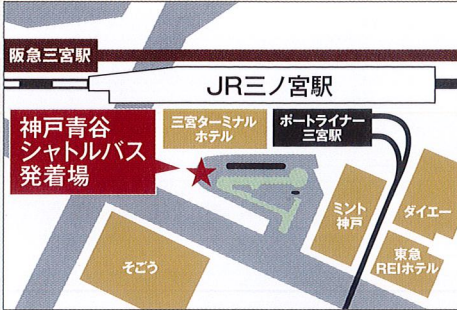 阪急三宮駅
JR三ノ宮駅
神戸青谷
シャトルバス
発着場
三宮ターミナル
ホテル
ポートライナー
三宮駅
ミント
神戸
ダイエー
東急
REIホテル
そごう